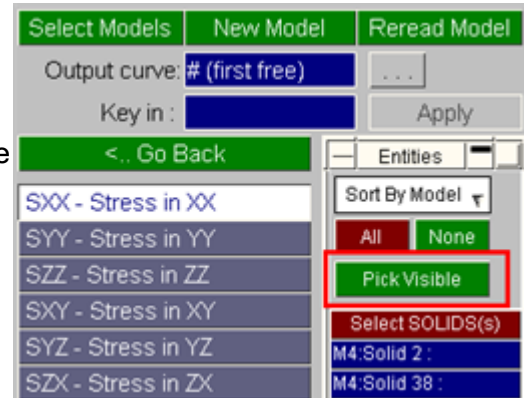 Select Models New Model Reread Model
Output curve: # (first free) ...
Key in : Apply
e
<.. Go Back
SXX - Stress in XX
SYY - Stress in YY
SZZ - Stress in ZZ
SXY - Stress in XY
SYZ - Stress in YZ
SZX - Stress in ZX
Entities
Sort By Model
All None
Pick Visible
Select SOLIDS(s)
M4:Solid 2 :
M4:Solid 38 :